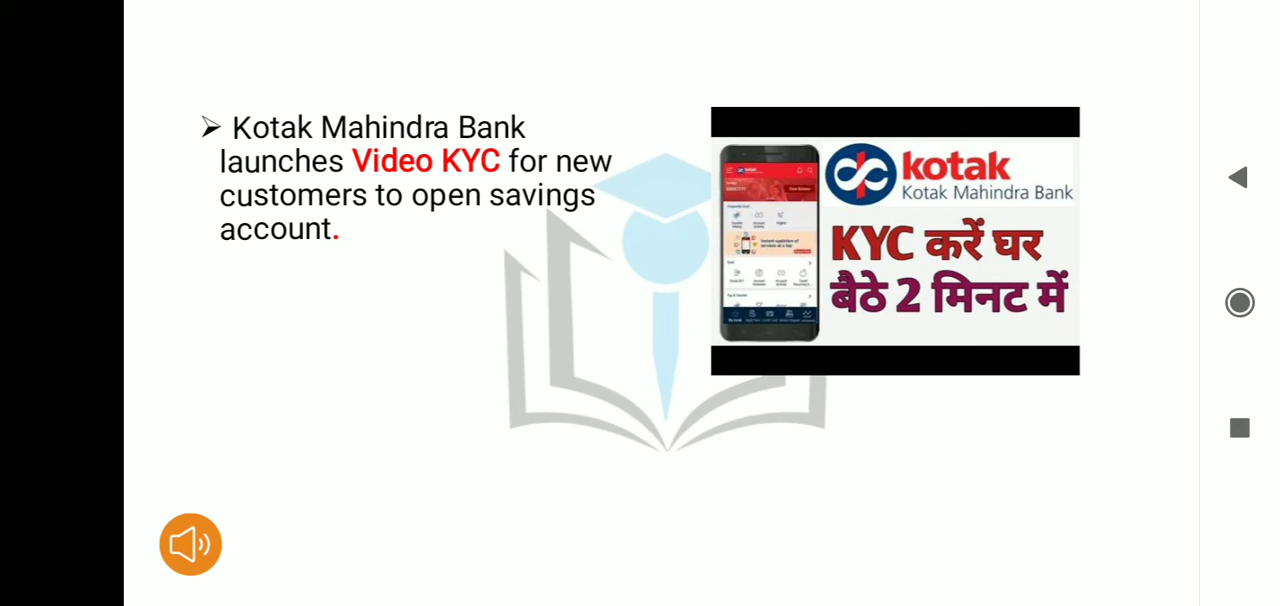 ➢ Kotak Mahindra Bank
launches Video KYC for new
customers to open savings
account.
kotak
Kotak Mahindra Bank
KYC करें घर
बैठे 2 मिनट में